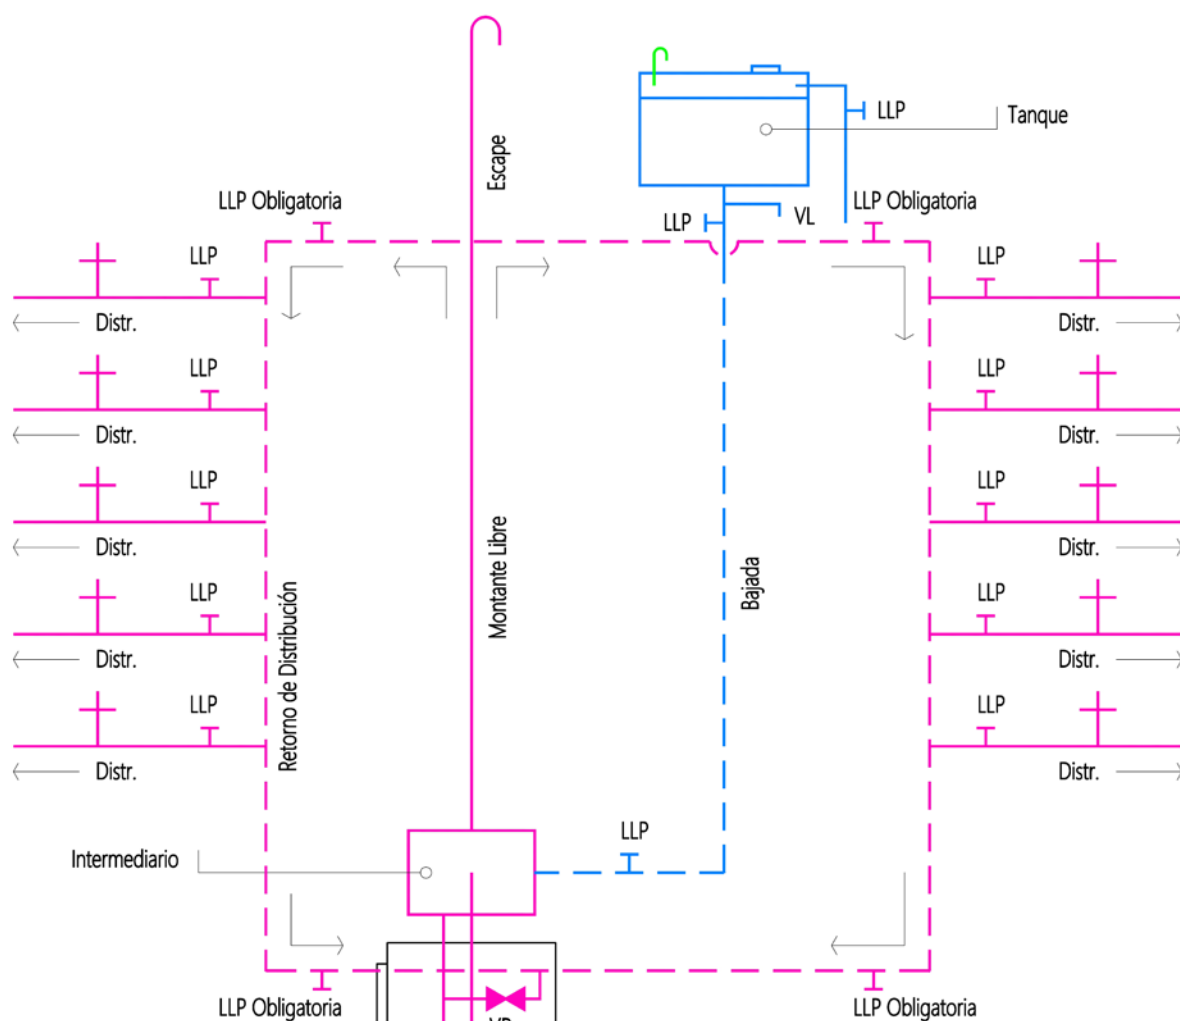 LLP
Tanque
Escape
LLP Obligatoria
LLP
VL
LLP Obligatoria
LLP
LLP
Distr.
Distr.
LLP
LLP
Distr.
Distr.
LLP
LLP
Montante Libre
Distr.
Distr.
Bajada
LLP
LLP
Retorno de Distribución
Distr.
Distr.
LLP
LLP
Distr.
Distr.
LLP
Intermediario
LLP Obligatoria
LLP Obligatoria